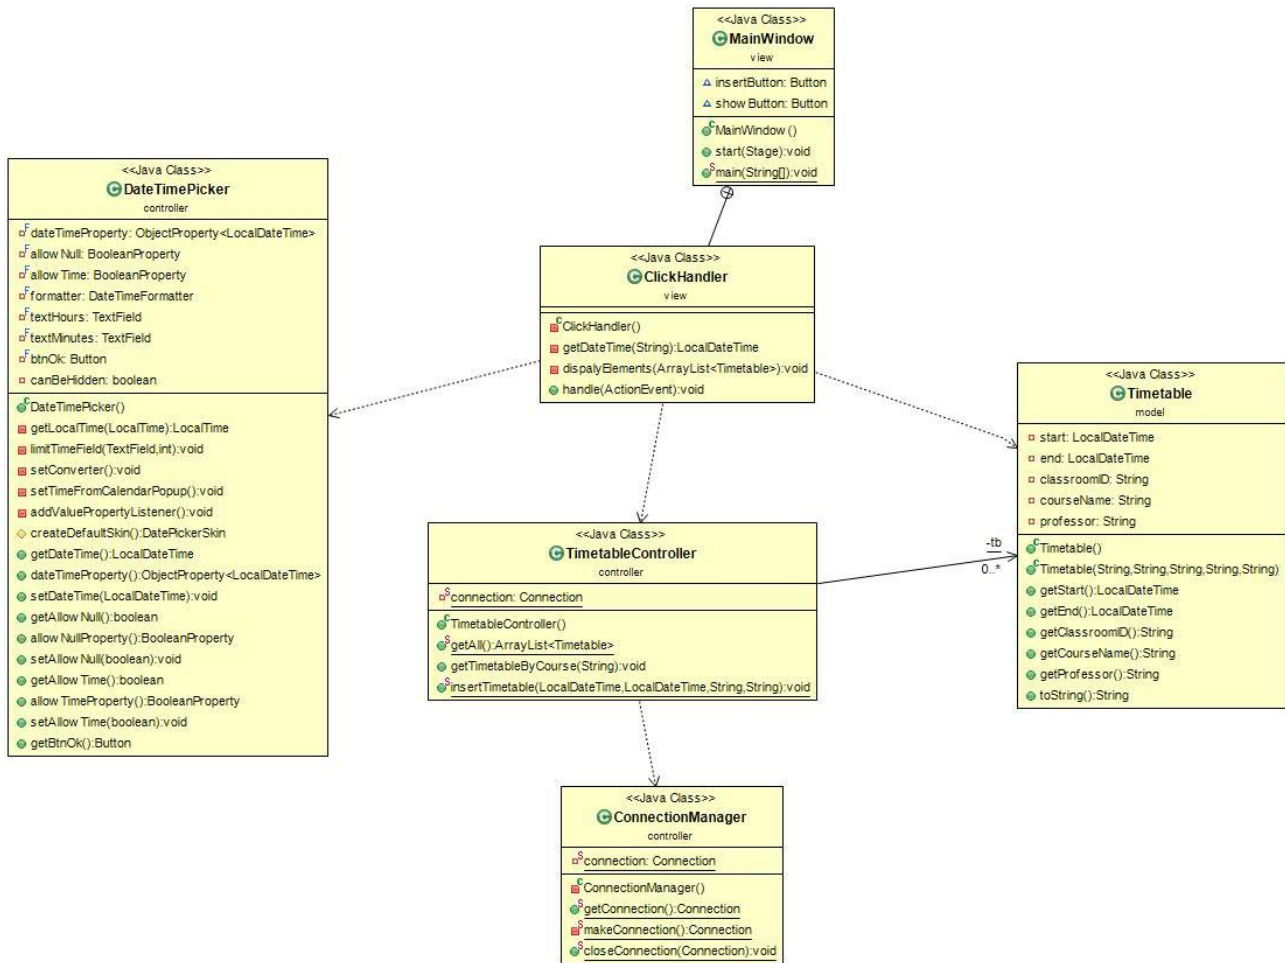 <<Java Class>>
MainWindow
view
insertButton: Button
show Button: Button
MainWindow ()
start(Stage):void
main(String[]):void
<<Java Class>>
DateTimePicker
controller
dateTimeProperty: ObjectProperty<LocalDateTime>
allow Null: BooleanProperty
allow Time: BooleanProperty
formatter: DateTimeFormatter
textHours: TextField
textMinutes: TextField
btnOk: Button
canBeHidden: boolean
DateTimePicker()
getLocalTime(LocalTime):LocalTime
limitTimeField(TextField,int):void
setConverter():void
setTimeFromCalendarPopup():void
addValuePropertyListener():void
createDefaultSkin():DatePickerSkin
getDateTime():LocalDateTime
dateTimeProperty():ObjectProperty<LocalDateTime>
setDateTime(LocalDateTime):void
getAllow Null():boolean
allow NullProperty():BooleanProperty
setAllow Null(boolean):void
getAllow Time():boolean
allow TimeProperty():BooleanProperty
setAllow Time(boolean):void
getBtnOk():Button
<<Java Class>>
ClickHandler
view
ClickHandler()
getDateTime(String):LocalDateTime
dispalyElements(ArrayList<Timetable>):void
handle(ActionEvent):void
<<Java Class>>
Timetable
model
start: LocalDateTime
end: LocalDateTime
classroomID: String
courseName: String
professor: String
Timetable()
Timetable(String,String,String,String,String)
getStart():LocalDateTime
getEnd():LocalDateTime
getClassroomID():String
getCourseName():String
getProfessor():String
toString():String
<<Java Class>>
TimetableController
controller
connection: Connection
TimetableController()
getAll():ArrayList<Timetable>
getTimetableByCourse(String):void
insertTimetable(LocalDateTime,LocalDateTime,String,String):void
-tb
0..*
<<Java Class>>
ConnectionManager
controller
connection: Connection
ConnectionManager()
getConnection():Connection
makeConnection():Connection
closeConnection(Connection):void